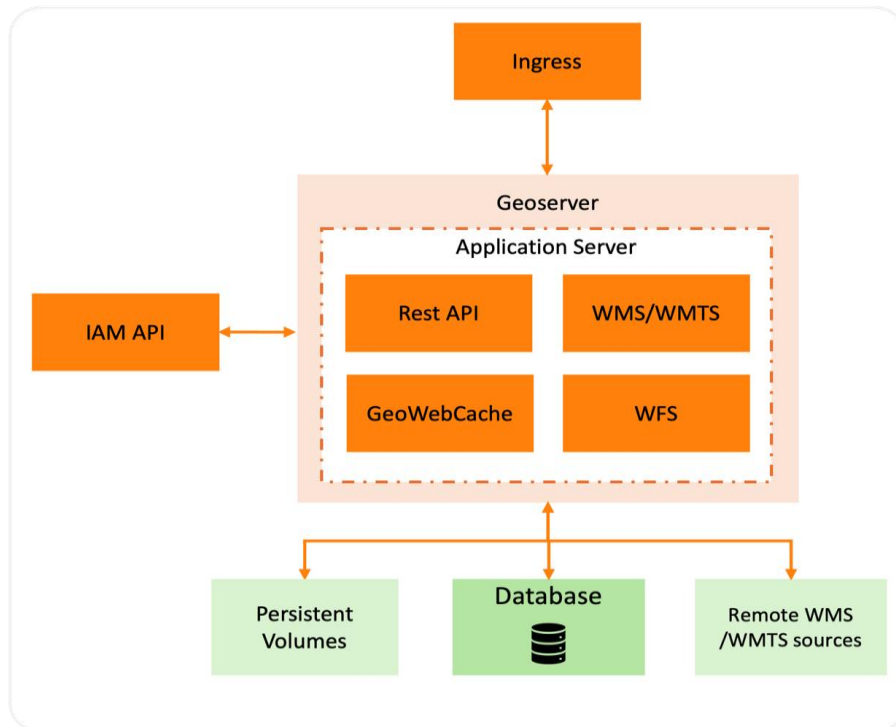 Ingress
Geoserver
Application Server
Rest API
WMS/WMTS
IAM API
GeoWebCache
WFS
Persistent
Volumes
Database
Remote WMS
/WMTS sources